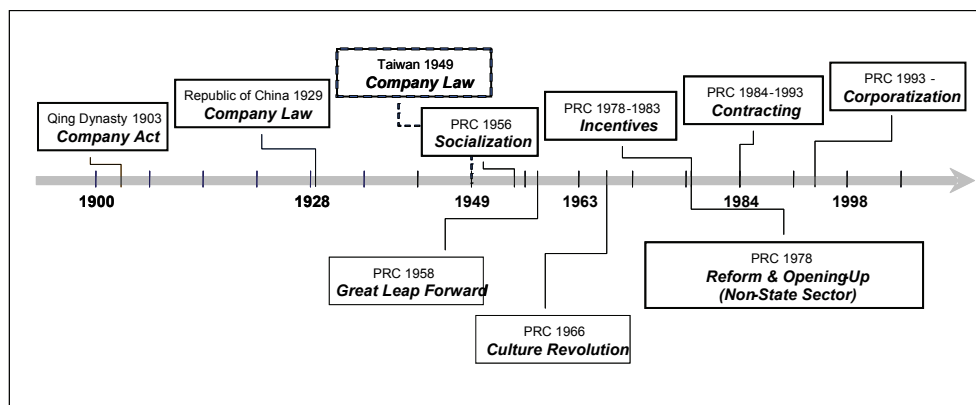 Taiwan 1949
Company Law
PRC 1993 -
Corporatization
Republic of China 1929
Company Law
PRC 1984-1993
Contracting
PRC 1978-1983
Incentives
Qing Dynasty 1903
Company Act
PRC 1956
Socialization
1900
1928
1949
1963
1984
1998
PRC 1958
Great Leap Forward
PRC 1978
Reform & Opening-Up
(Non-State Sector)
PRC 1966
Culture Revolution